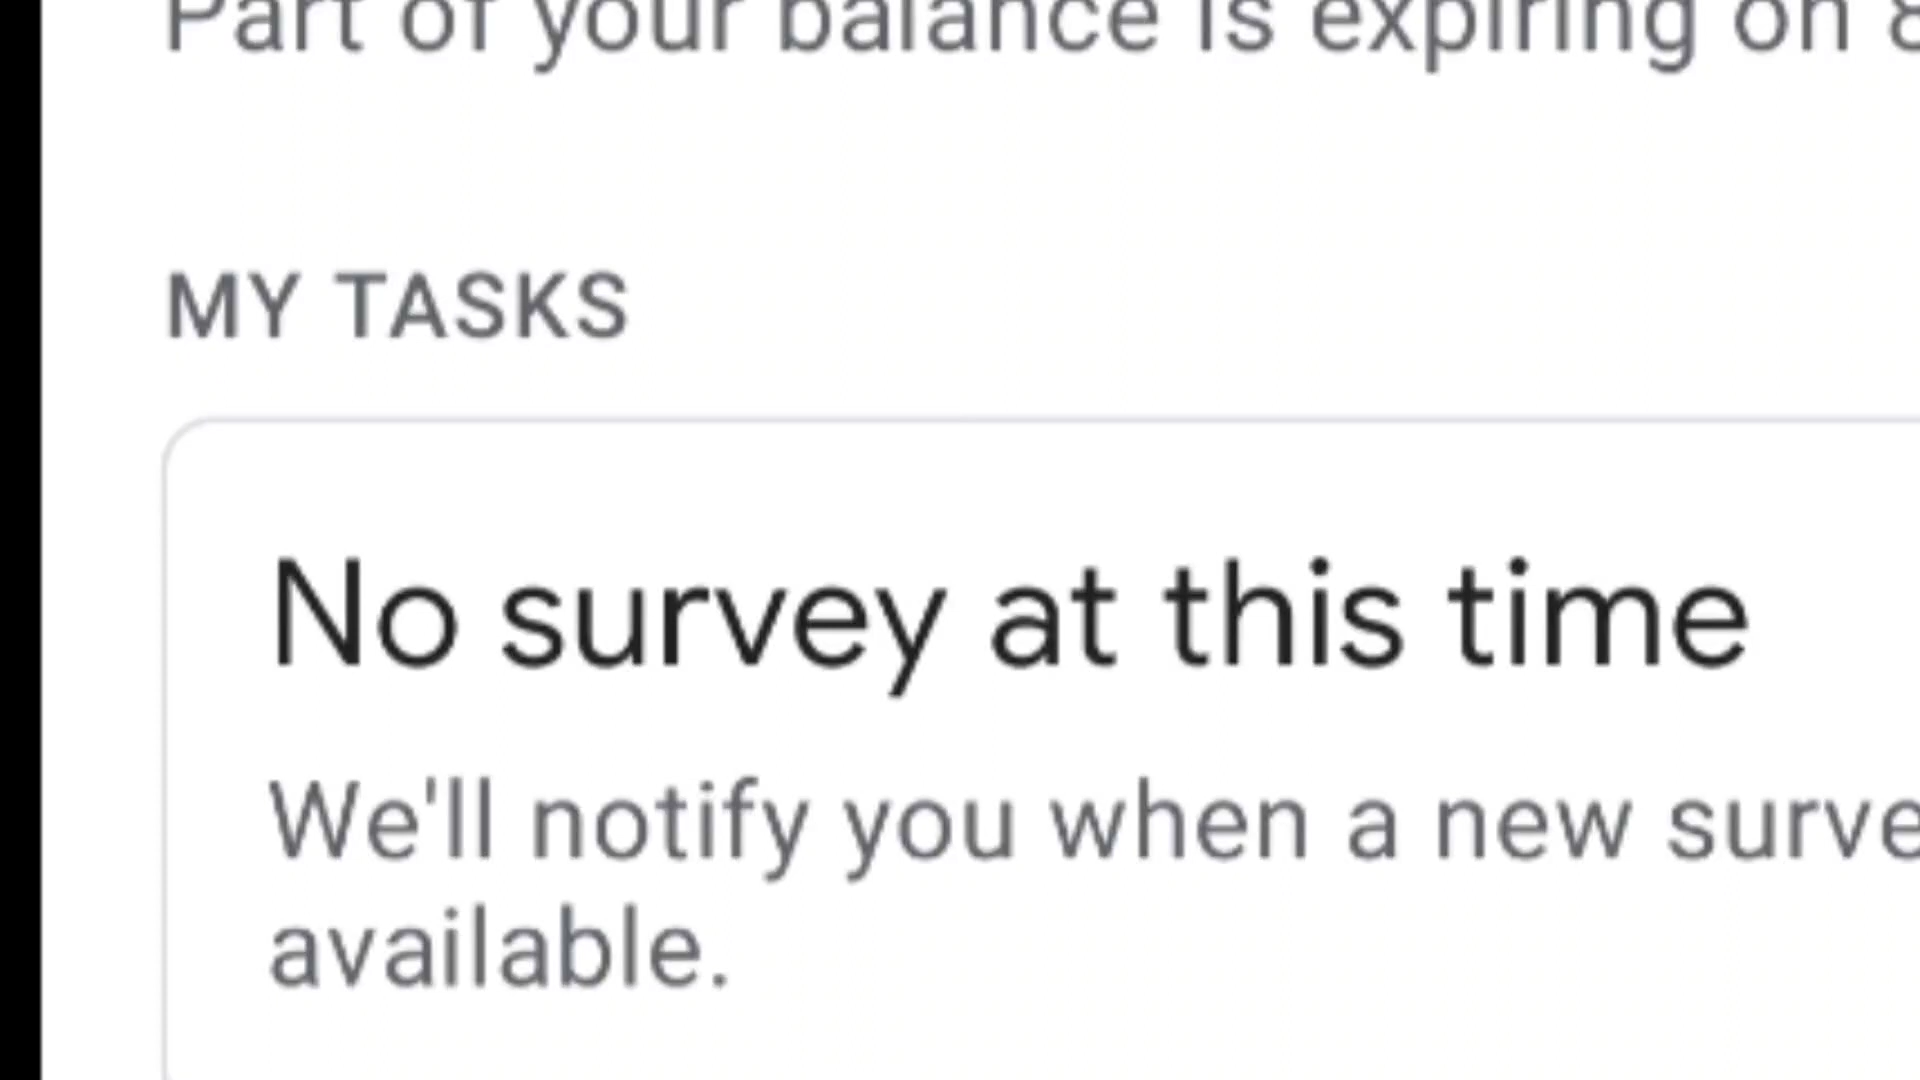 Part of your balance is expiring on 8
MY TASKS
No survey at this time
We'll notify you when a new surve
available.